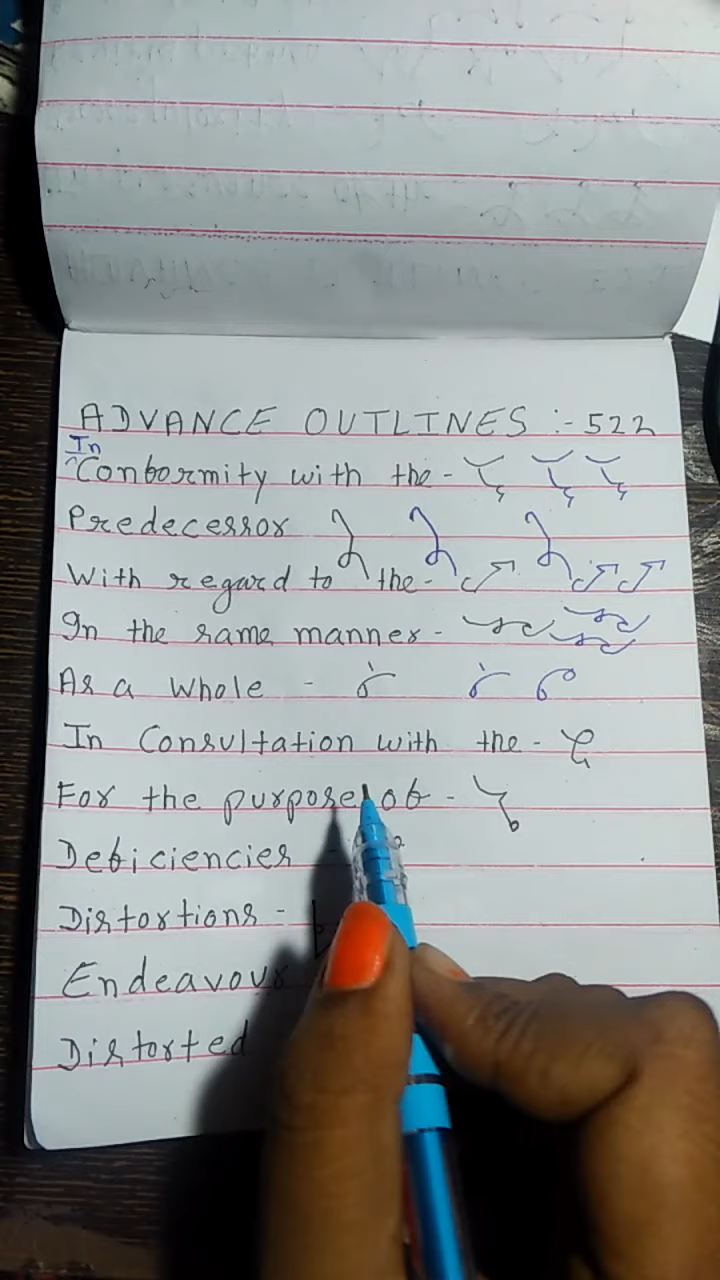 ADVANCE OUTLINES :- 522
In
Conformity with the -
Predecessor
With regard to the -
In the same manner -
As a whole -
In Consultation with the -
For the purpose of -
Deficiencies -
Distortions -
Endeavour
Distorted